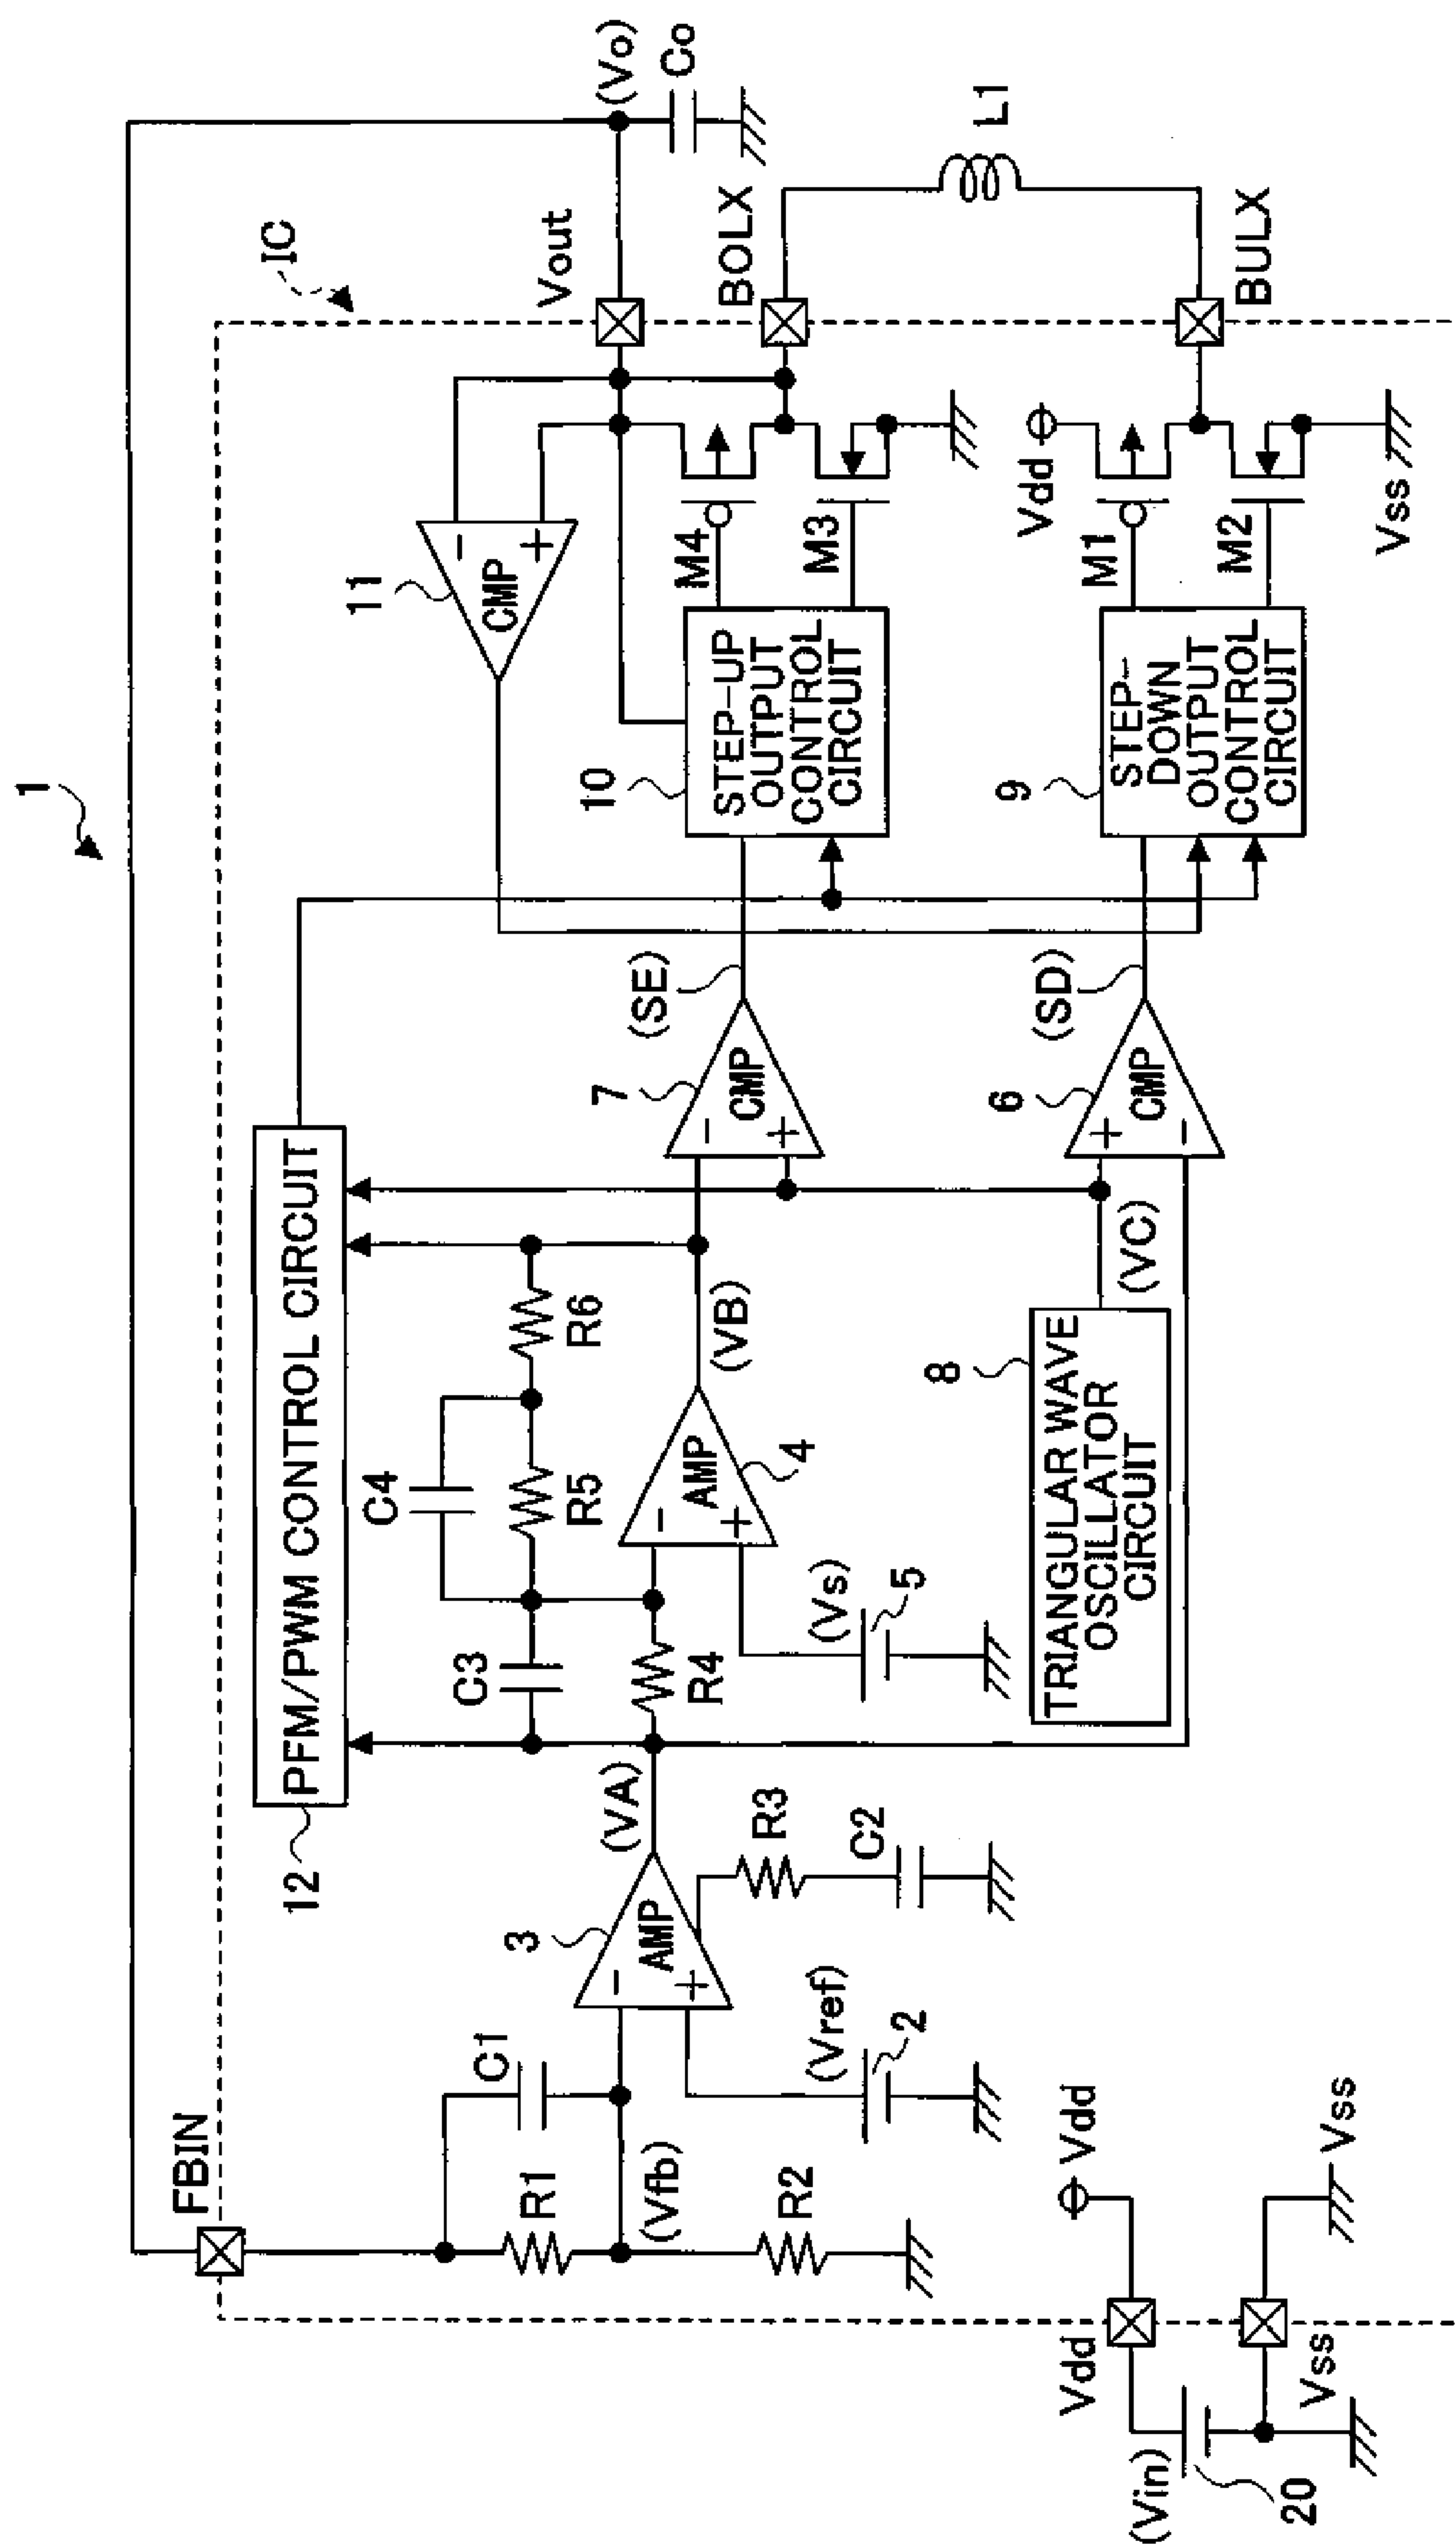 1
IC
FBIN
12
PFM/PWM CONTROL CIRCUIT
11
CMP
-
+
Vout
(Vo)
Co
C1
R1
(Vfb)
R2
3
AMP
-
+
(VA)
(Vref)
2
R3
C2
C3
R4
C4
R5
R6
AMP
-
+
4
(VB)
(Vs)
5
7
CMP
-
+
(SE)
10
STEP-UP
OUTPUT
CONTROL
CIRCUIT
M4
M3
BOLX
L1
8
TRIANGULAR WAVE
OSCILLATOR
CIRCUIT
(VC)
6
CMP
+
-
(SD)
9
STEP-
DOWN
OUTPUT
CONTROL
CIRCUIT
Vdd
M1
M2
BULX
Vss
Vdd
Vdd
(Vin)
20
Vss
Vss